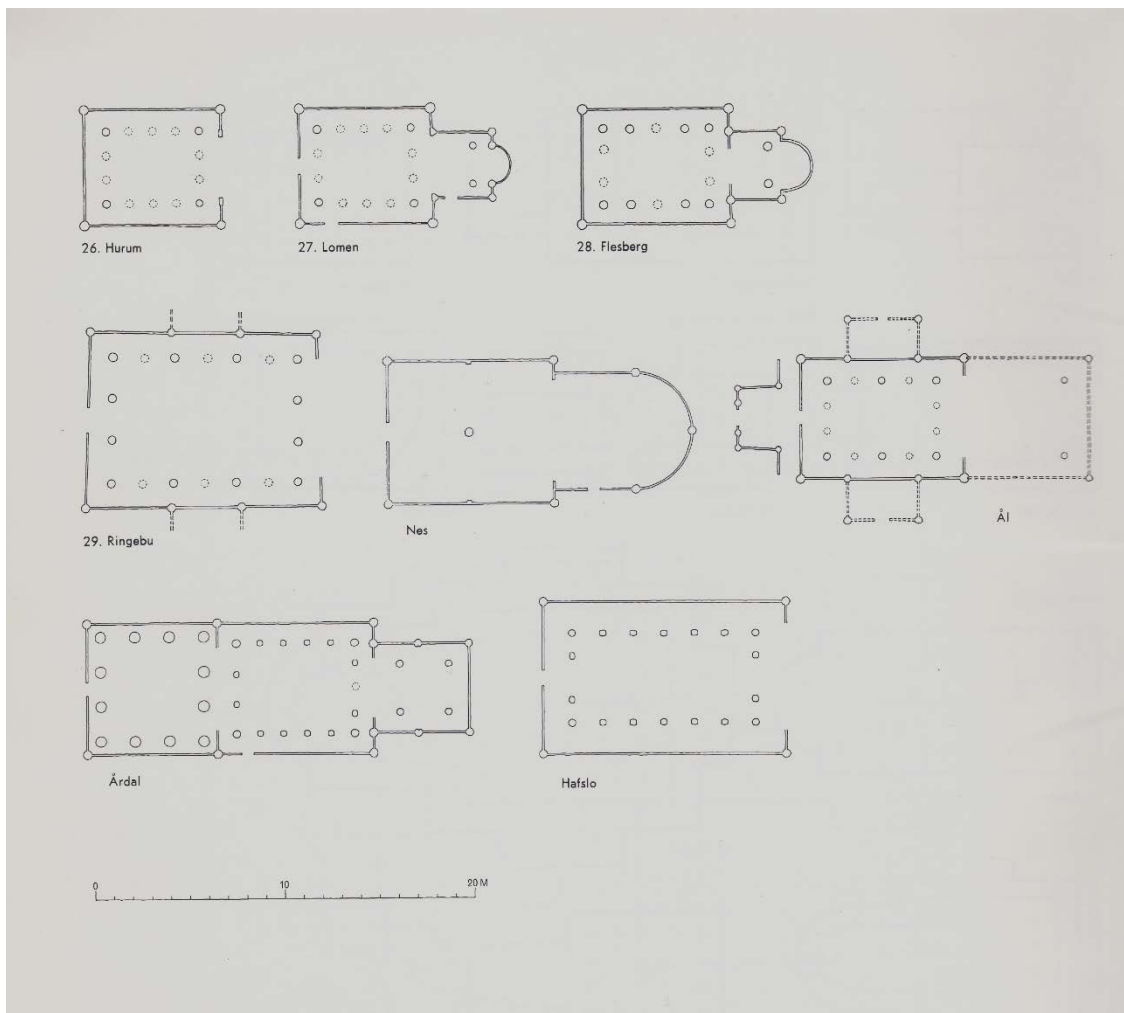 26. Hurum
27. Lomen
28. Flesberg
29. Ringebu
Nes
Ål
Årdal
Hafslo
0 10 20 M